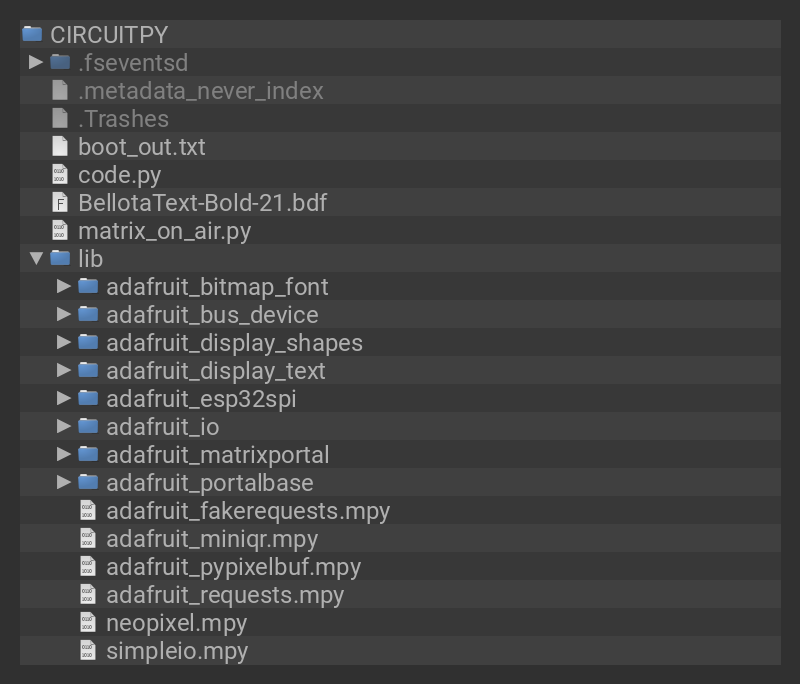 CIRCUITPY
.fseventsd
.metadata_never_index
.Trashes
boot_out.txt
code.py
BellotaText-Bold-21.bdf
matrix_on_air.py
lib
adafruit_bitmap_font
adafruit_bus_device
adafruit_display_shapes
adafruit_display_text
adafruit_esp32spi
adafruit_io
adafruit_matrixportal
adafruit_portalbase
adafruit_fakerequests.mpy
adafruit_miniqr.mpy
adafruit_pypixelbuf.mpy
adafruit_requests.mpy
neopixel.mpy
simpleio.mpy